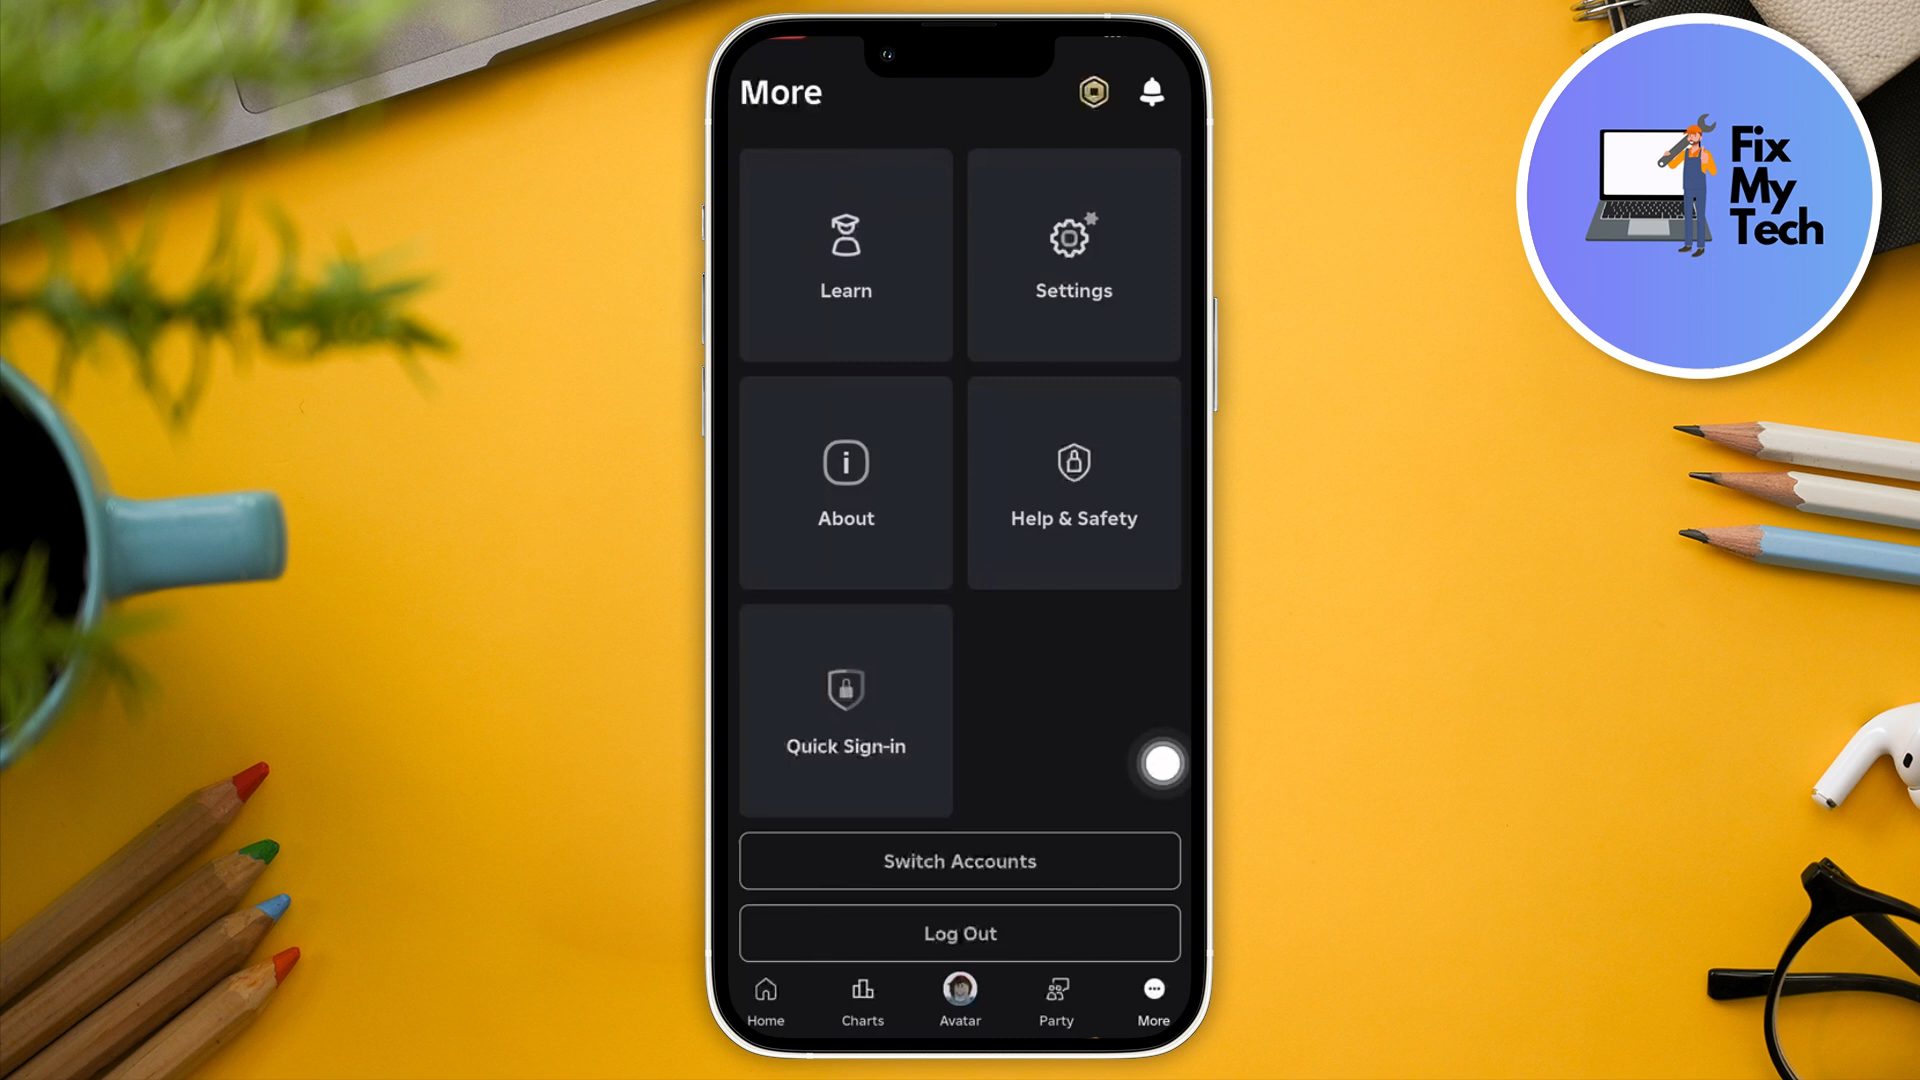 More
Learn
Settings
About
Help & Safety
Quick Sign-in
Switch Accounts
Log Out
Home
Charts
Avatar
Party
More
Fix
My
Tech